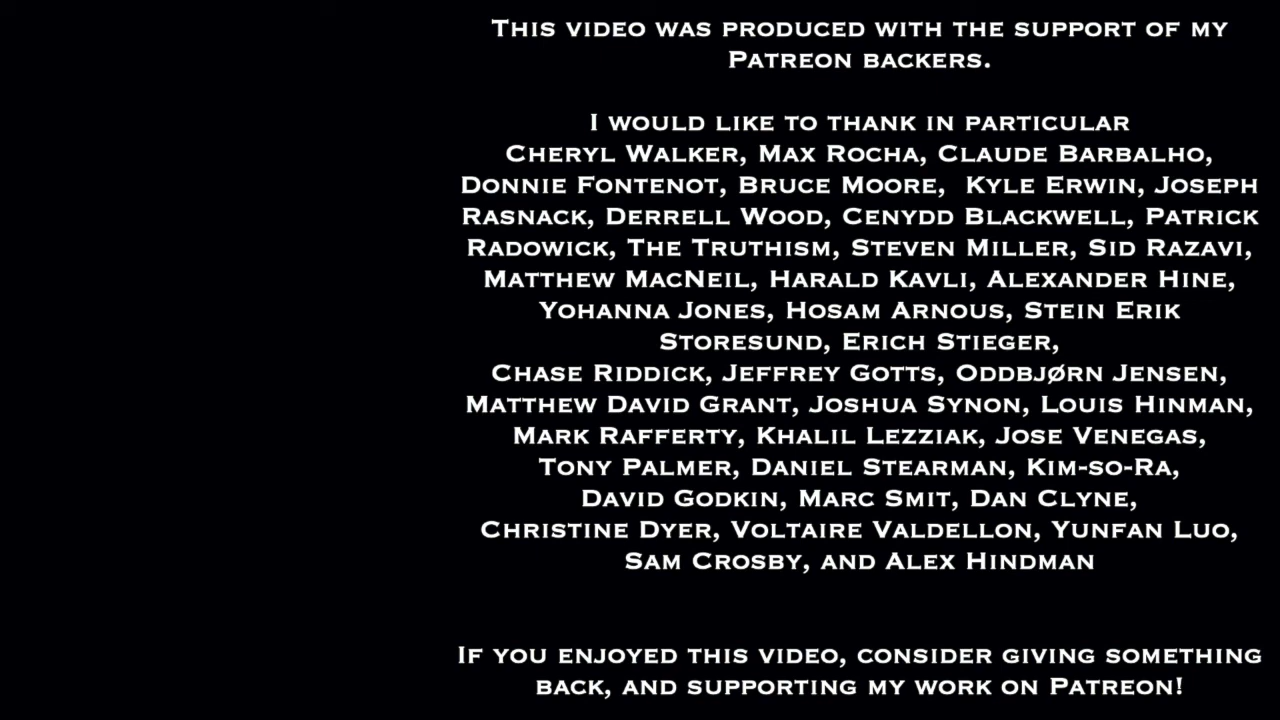 This video was produced with the support of my
Patreon backers.
I would like to thank in particular
Cheryl Walker, Max Rocha, Claude Barbalho,
Donnie Fontenot, Bruce Moore,  Kyle Erwin, Joseph
Rasnack, Derrell Wood, Cenydd Blackwell, Patrick
Radowick, The Truthism, Steven Miller, Sid Razavi,
Matthew MacNeil, Harald Kavli, Alexander Hine,
Yohanna Jones, Hosam Arnous, Stein Erik
Storesund, Erich Stieger,
Chase Riddick, Jeffrey Gotts, Oddbjørn Jensen,
Matthew David Grant, Joshua Synon, Louis Hinman,
Mark Rafferty, Khalil Lezziak, Jose Venegas,
Tony Palmer, Daniel Stearman, Kim-so-Ra,
David Godkin, Marc Smit, Dan Clyne,
Christine Dyer, Voltaire Valdellon, Yunfan Luo,
Sam Crosby, and Alex Hindman
If you enjoyed this video, consider giving something
back, and supporting my work on Patreon!